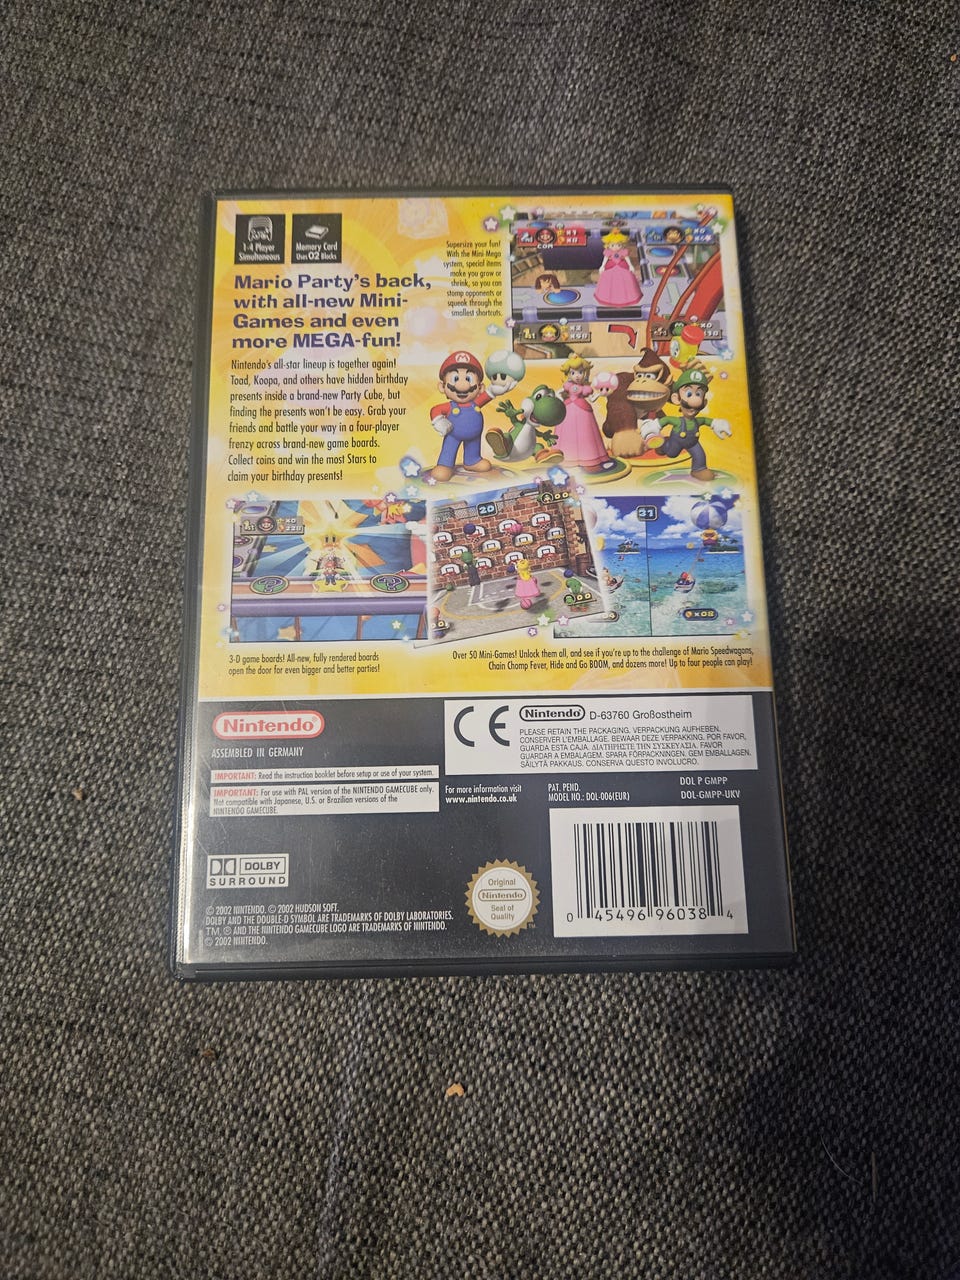 1-4 Player
Simultaneous
Memory Card
Uses 02 Blocks
Mario Party's back,
with all-new Mini-
Games and even
more MEGA-fun!
Nintendo's all-star lineup is together again!
Toad, Koopa, and others have hidden birthday
presents inside a brand-new Party Cube, but
finding the presents won't be easy. Grab your
friends and battle your way in a four-player
frenzy across brand-new game boards.
Collect coins and win the most Stars to
claim your birthday presents!
Supersize your fun!
With the Mini-Mega
system, special items
make you grow or
shrink, so you can
stomp opponents or
squeak through the
smallest shortcuts.
COM
20
31
3-D game boards! All-new, fully rendered boards
open the door for even bigger and better parties!
Over 50 Mini-Games! Unlock them all, and see if you're up to the challenge of Mario Speedwagons,
Chain Chomp Fever, Hide and Go BOOM, and dozens more! Up to four people can play!
Nintendo
ASSEMBLED IN GERMANY
IMPORTANT: Read the instruction booklet before setup or use of your system.
IMPORTANT: For use with PAL version of the NINTENDO GAMECUBE only.
Not compatible with Japanese, U.S. or Brazilian versions of the
NINTENDO GAMECUBE.
CE
Nintendo D-63760 Großostheim
PLEASE RETAIN THE PACKAGING. VERPACKUNG AUFHEBEN.
CONSERVER L'EMBALLAGE. BEWAAR DEZE VERPAKKING. POR FAVOR,
GUARDA ESTA CAJA. ΔΙΑΤΗΡΗΣΤΕ ΤΗΝ ΣΥΣΚΕΥΑΣΙΑ. FAVOR
GUARDAR A EMBALAGEM. SPARA FÖRPACKNINGEN. GEM EMBALLAGEN.
SÄILYTÄ PAKKAUS. CONSERVA QUESTO INVOLUCRO.
For more information visit
www.nintendo.co.uk
PAT. PEND.
MODEL NO.: DOL-006(EUR)
DOL P GMPP
DOL-GMPP-UKV
DOLBY
SURROUND
© 2002 NINTENDO. © 2002 HUDSON SOFT.
DOLBY AND THE DOUBLE-D SYMBOL ARE TRADEMARKS OF DOLBY LABORATORIES.
TM, ® AND THE NINTENDO GAMECUBE LOGO ARE TRADEMARKS OF NINTENDO.
© 2002 NINTENDO.
Original
Nintendo
Seal of
Quality
TM
0 45496 96038 4